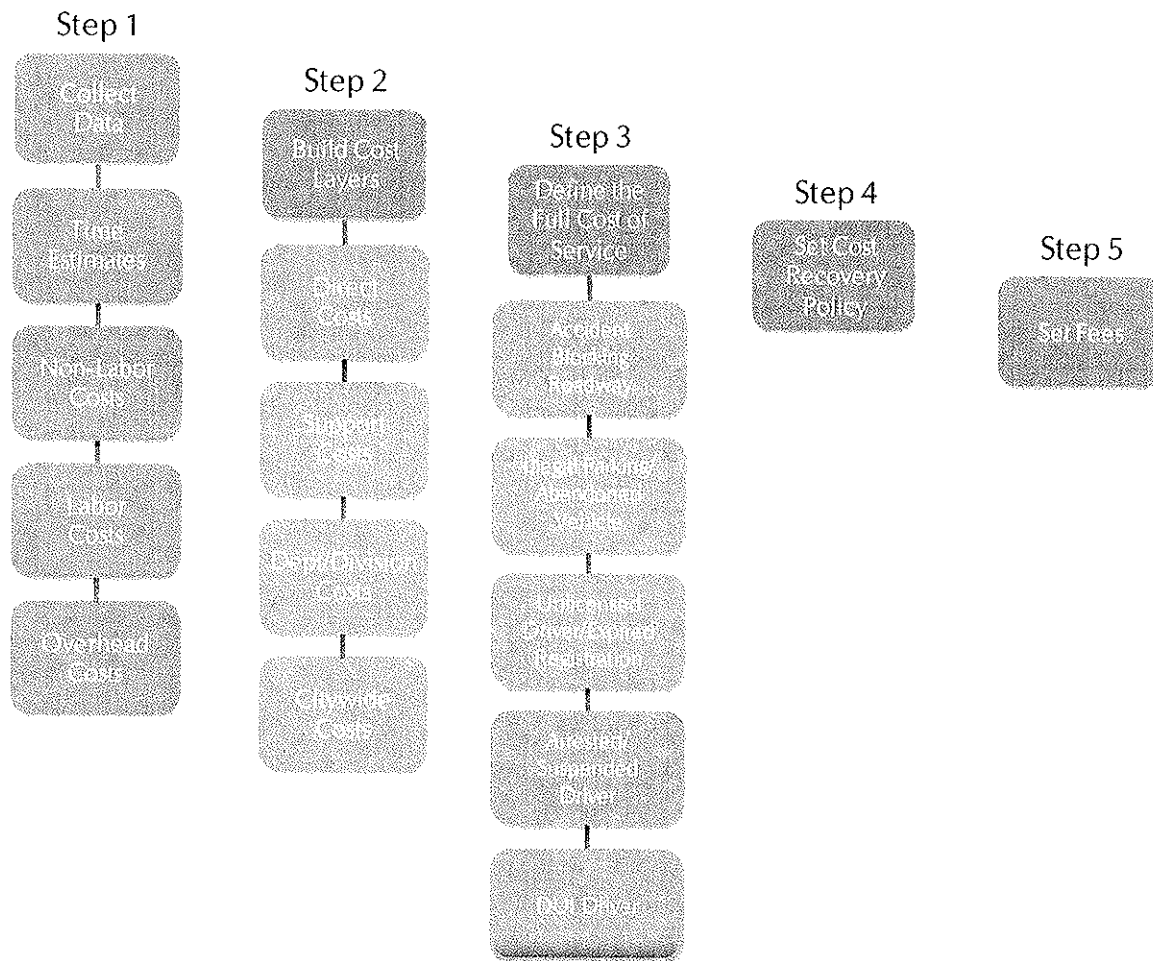 Step 1
Collect
Data
Time
Estimates
Non-Labor
Costs
Labor
Costs
Overhead
Costs
Step 2
Build Cost
Layers
Direct
Costs
Support
Dept/Division
Costs
Citywide
Costs
Step 3
Define the
Full Cost of
Service
Accident
Blocking
Roadway
Illegal Parking/
Abandoned
Vehicle
Unlicensed
Driver/Expired
Registration
Arrested/
Suspended
Driver
DUI Driver
Step 4
Set Cost
Recovery
Policy
Step 5
Set Fees